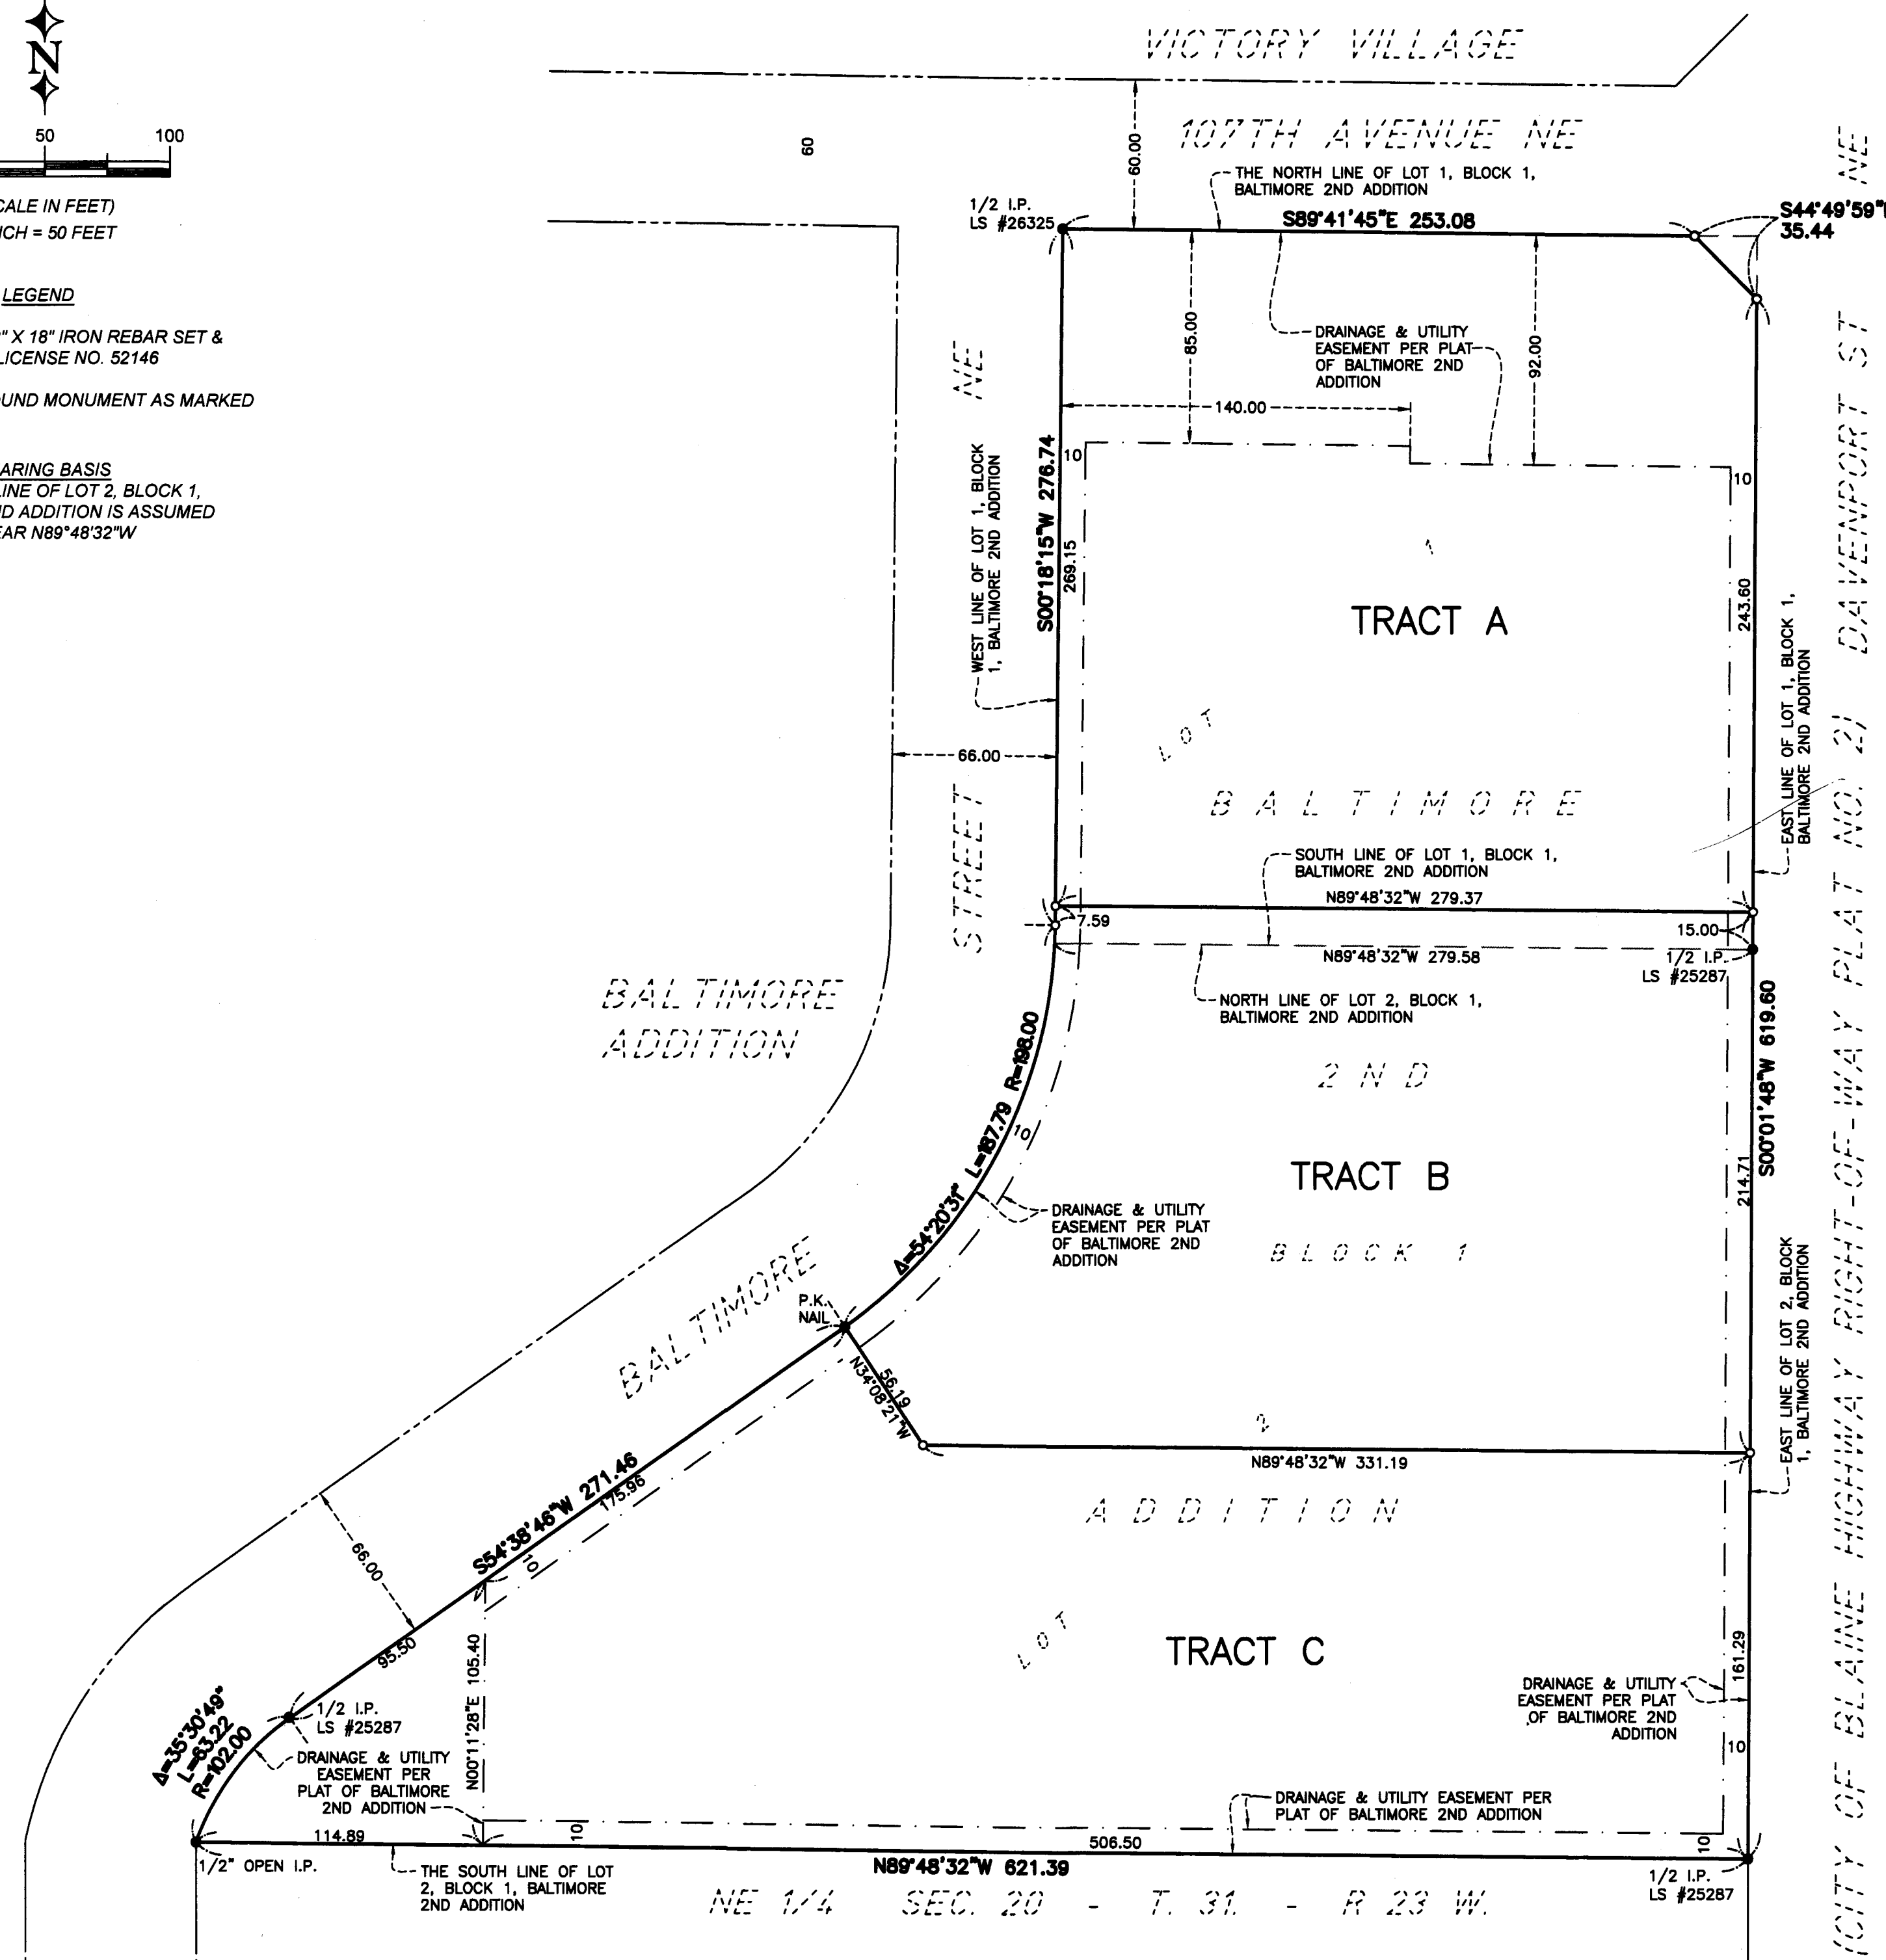 N
50 100
CALE IN FEET)
CH = 50 FEET
LEGEND
" X 18" IRON REBAR SET &
LICENSE NO. 52146
UND MONUMENT AS MARKED
ARING BASIS
LINE OF LOT 2, BLOCK 1,
ND ADDITION IS ASSUMED
EAR N89°48'32"W
VICTORY VILLAGE
107TH AVENUE NE
60
60.00
THE NORTH LINE OF LOT 1, BLOCK 1,
BALTIMORE 2ND ADDITION
1/2 I.P.
LS #26325
S89°41'45"E 253.08
S44°49'59"
35.44
85.00
92.00
DRAINAGE & UTILITY
EASEMENT PER PLAT
OF BALTIMORE 2ND
ADDITION
140.00
10
10
S00°18'15"W 276.74
269.15
WEST LINE OF LOT 1, BLOCK
1, BALTIMORE 2ND ADDITION
TRACT A
1
243.60
EAST LINE OF LOT 1, BLOCK 1,
BALTIMORE 2ND ADDITION
LOT
66.00
BALTIMORE
SOUTH LINE OF LOT 1, BLOCK 1,
BALTIMORE 2ND ADDITION
N89°48'32"W 279.37
7.59
15.00
N89°48'32"W 279.58
1/2 I.P.
LS #25287
NORTH LINE OF LOT 2, BLOCK 1,
BALTIMORE 2ND ADDITION
BALTIMORE
ADDITION
2ND
S00°01'48"W 619.60
214.71
TRACT B
Δ=54°20'31" L=187.79 R=198.00
10
DRAINAGE & UTILITY
EASEMENT PER PLAT
OF BALTIMORE 2ND
ADDITION
BLOCK 1
EAST LINE OF LOT 2, BLOCK
1, BALTIMORE 2ND ADDITION
BALTIMORE
STREET NE
P.K.
NAIL
56.19
N34°08'21"W
2
N89°48'32"W 331.19
S54°38'46"W 271.46
175.96
10
66.00
95.50
ADDITION
LOT
TRACT C
N00°11'28"E 105.40
161.29
DRAINAGE & UTILITY
EASEMENT PER PLAT
OF BALTIMORE 2ND
ADDITION
10
Δ=35°30'49"
L=63.22
R=102.00
1/2 I.P.
LS #25287
DRAINAGE & UTILITY
EASEMENT PER
PLAT OF BALTIMORE
2ND ADDITION
DRAINAGE & UTILITY EASEMENT PER
PLAT OF BALTIMORE 2ND ADDITION
114.89
10
506.50
10
1/2" OPEN I.P.
THE SOUTH LINE OF LOT
2, BLOCK 1, BALTIMORE
2ND ADDITION
N89°48'32"W 621.39
1/2 I.P.
LS #25287
NE 1/4 SEC. 20 - T. 31. - R 23 W.
(CITY OF BLAINE HIGHWAY RIGHT-OF-WAY PLAT NO. 2) DAVENPORT ST NE